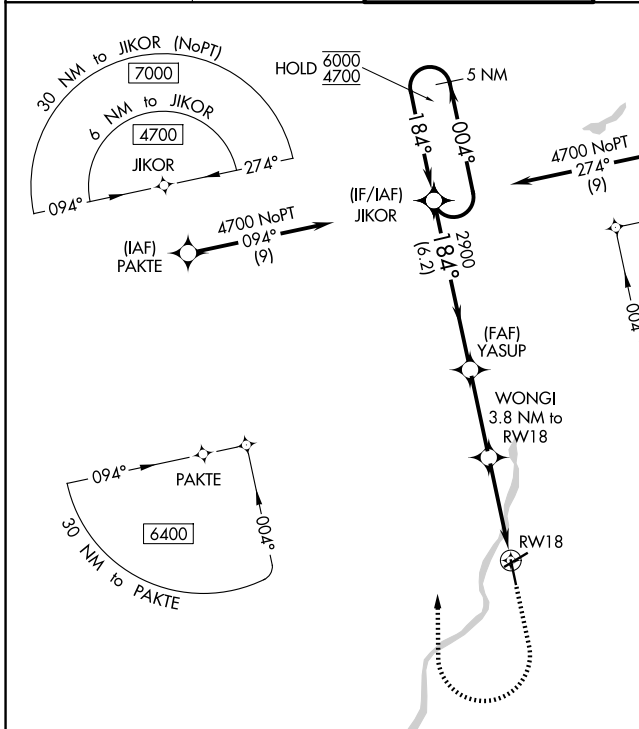 30 NM to JIKOR (NoPT)
7000
6 NM to JIKOR
4700
JIKOR
094°
274°
HOLD 6000
4700
5 NM
184°
004°
(IF/IAF)
JIKOR
4700 NoPT
274°
(9)
4700 NoPT
094°
(9)
(IAF)
PAKTE
2900
184°
(6.2)
004
(FAF)
YASUP
WONGI
3.8 NM to
RW18
RW18
094°
PAKTE
6400
004°
30 NM to PAKTE